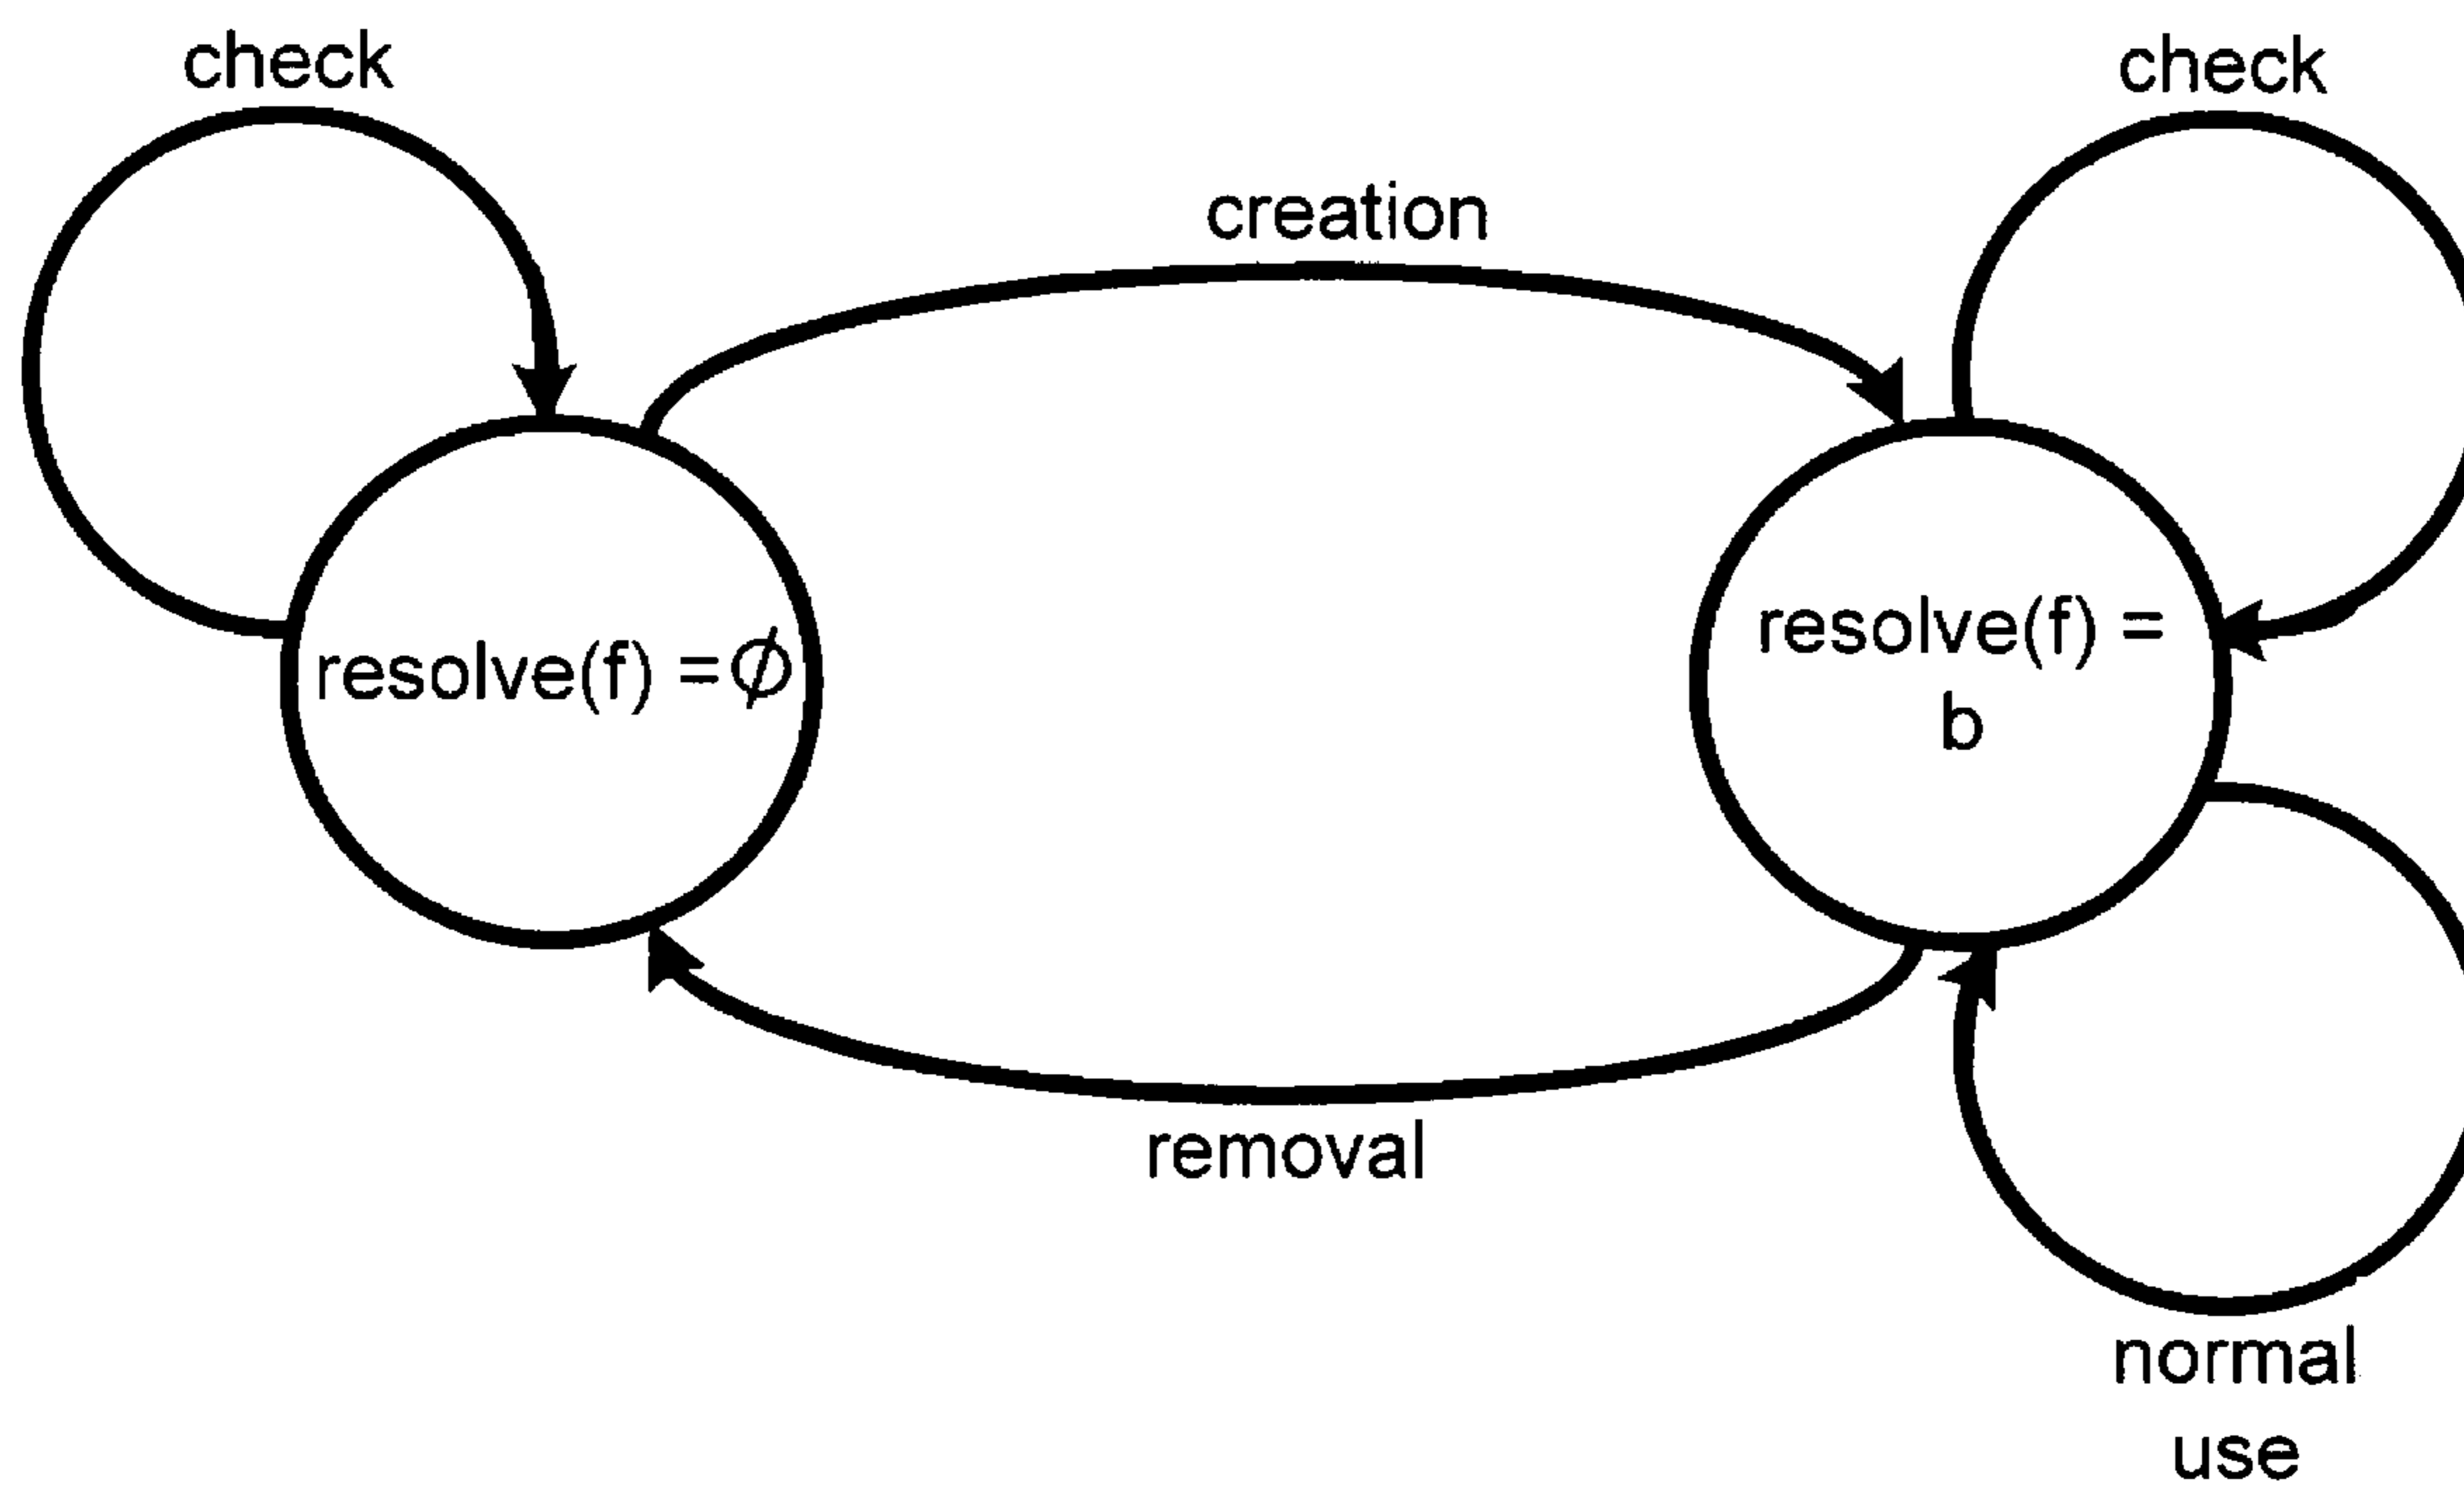 check
check
creation
resolve(f) = ϕ
resolve(f) =
b
removal
normal
use